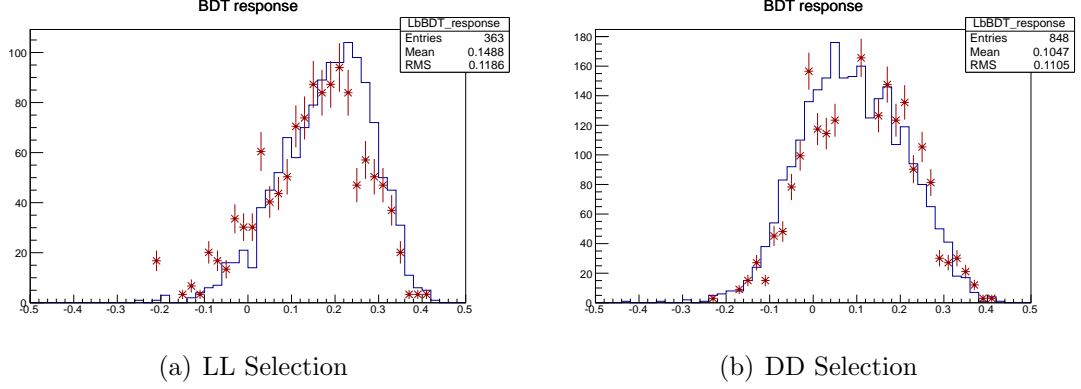 BDT response
LbBDT_response
Entries 363
Mean 0.1488
RMS 0.1186
100
80
60
40
20
0
-0.5 -0.4 -0.3 -0.2 -0.1 0 0.1 0.2 0.3 0.4 0.5
(a) LL Selection
BDT response
LbBDT_response
Entries 848
Mean 0.1047
RMS 0.1105
180
160
140
120
100
80
60
40
20
0
-0.5 -0.4 -0.3 -0.2 -0.1 0 0.1 0.2 0.3 0.4 0.5
(b) DD Selection